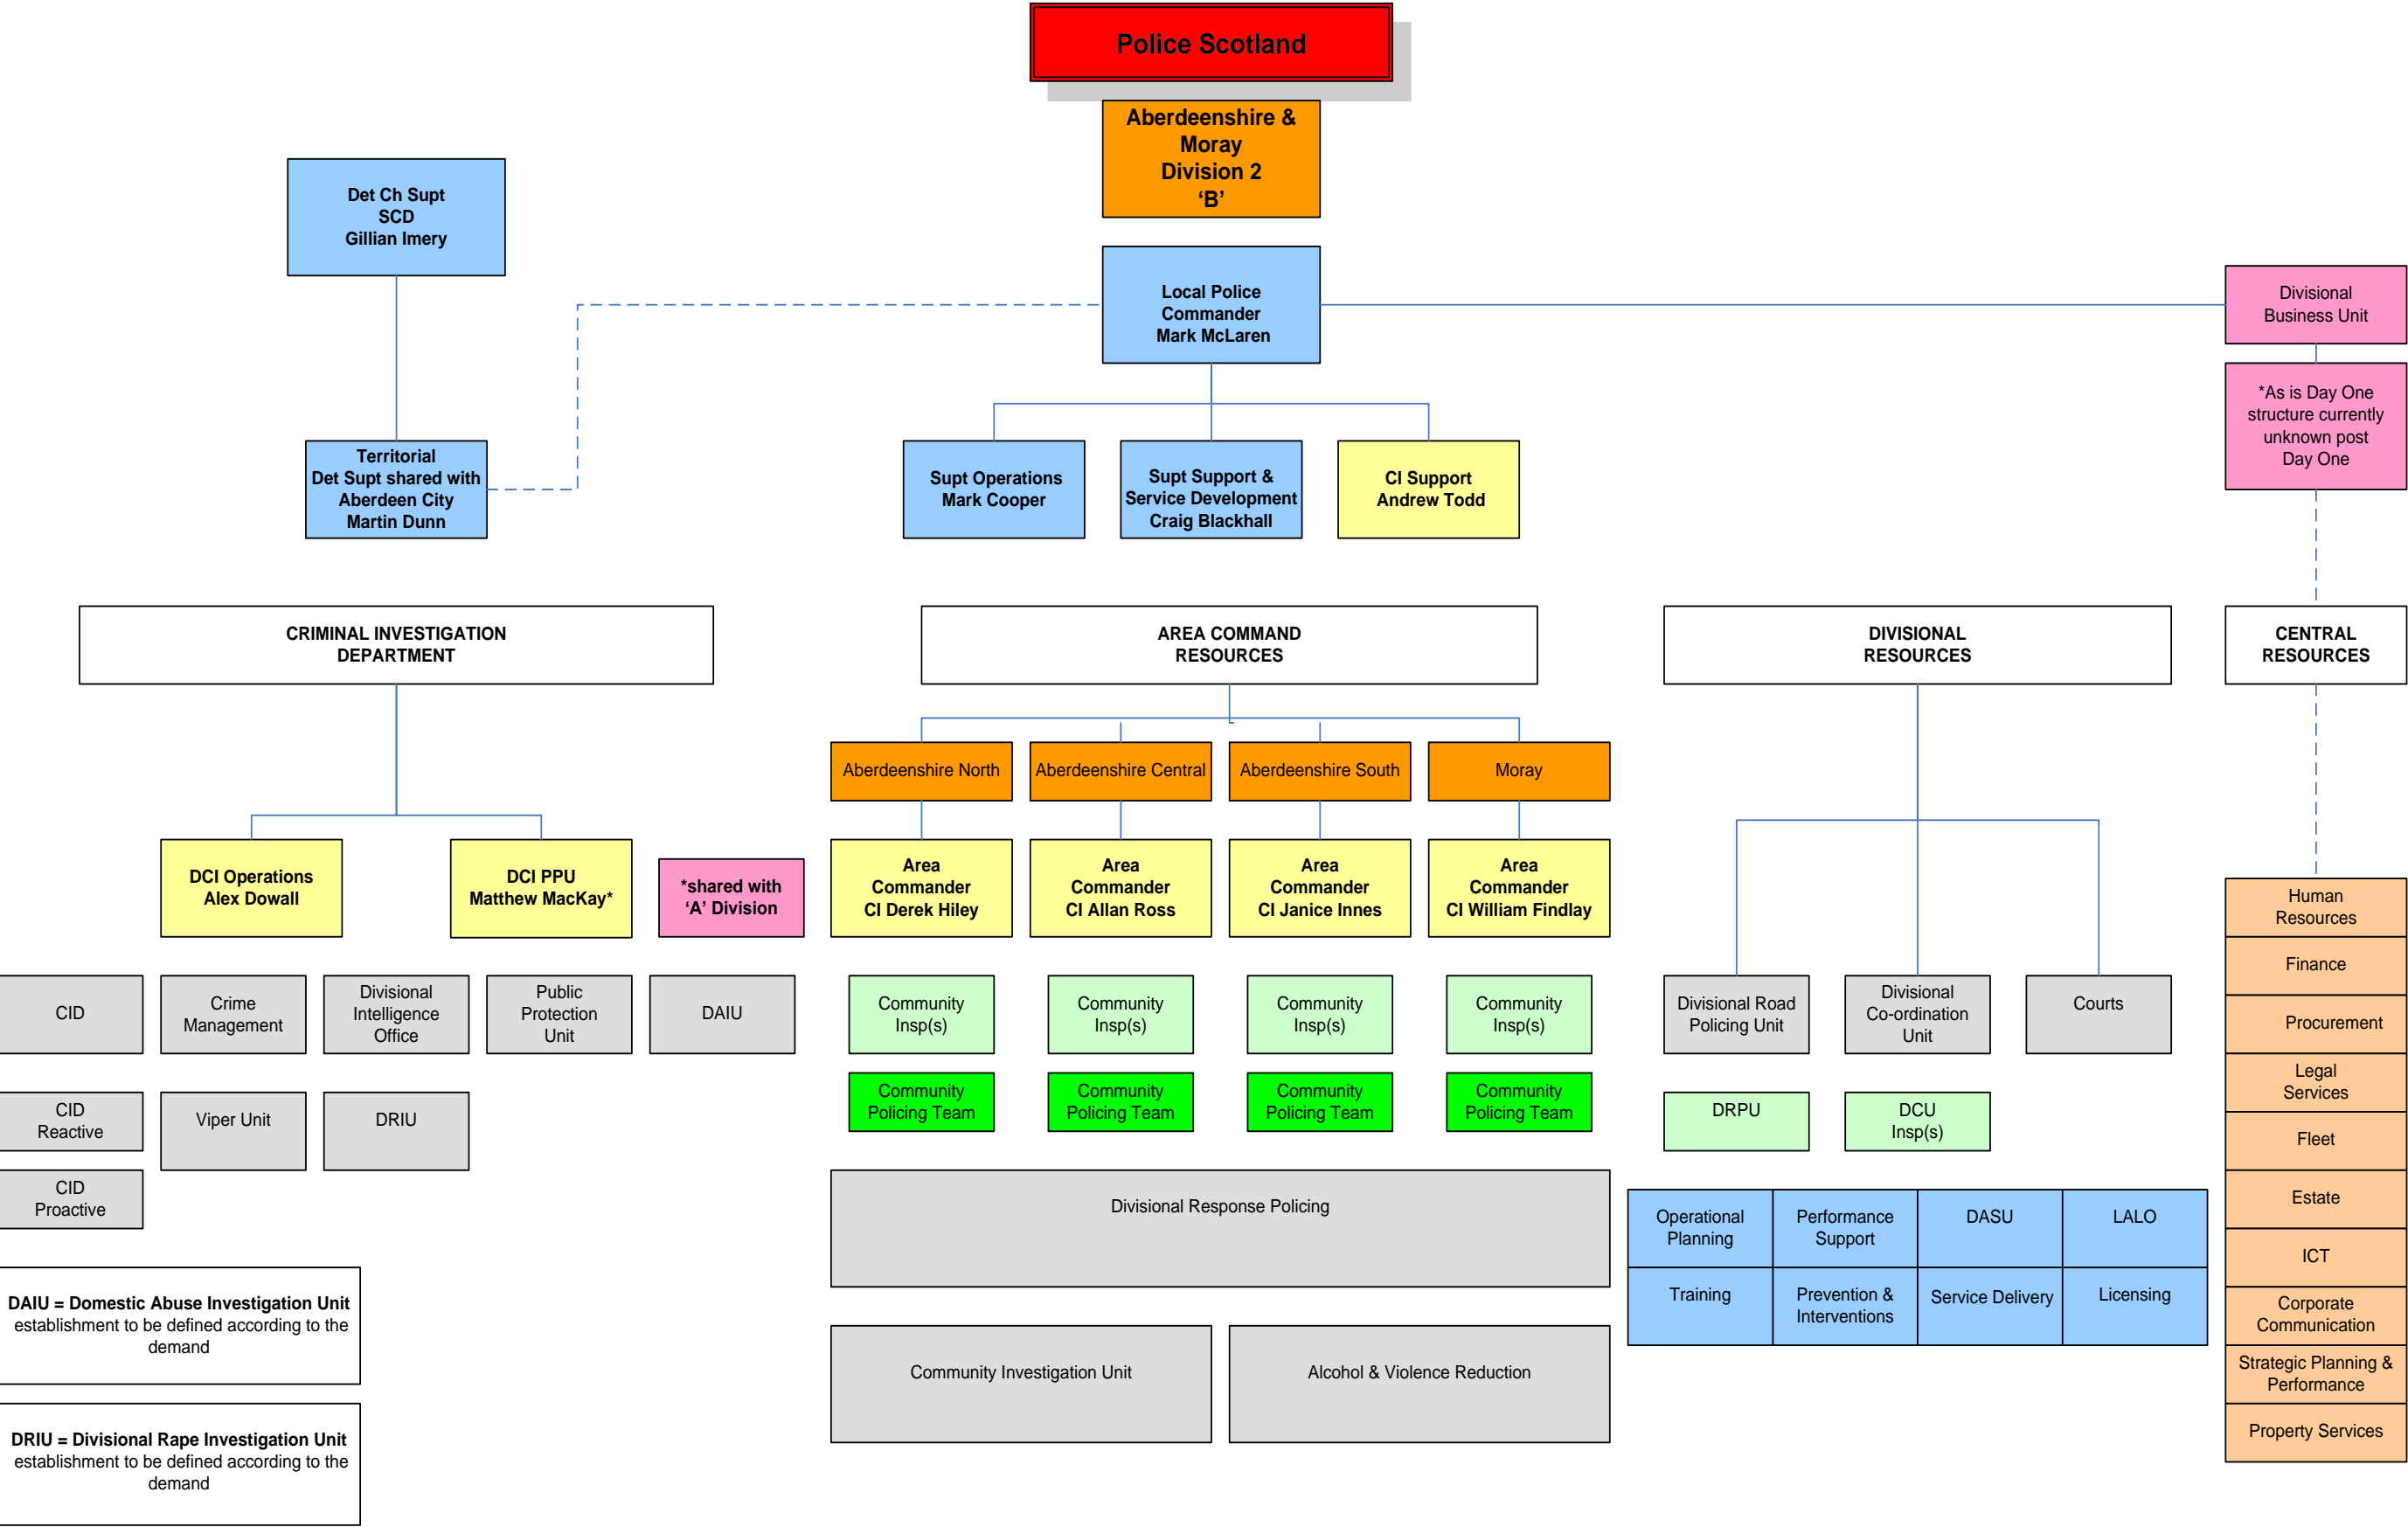 Police Scotland
Aberdeenshire &
Moray
Division 2
‘B’
Det Ch Supt
SCD
Gillian Imery
Local Police
Commander
Mark McLaren
Divisional
Business Unit
*As is Day One
structure currently
unknown post
Day One
Territorial
Det Supt shared with
Aberdeen City
Martin Dunn
Supt Operations
Mark Cooper
Supt Support &
Service Development
Craig Blackhall
CI Support
Andrew Todd
CRIMINAL INVESTIGATION
DEPARTMENT
AREA COMMAND
RESOURCES
DIVISIONAL
RESOURCES
CENTRAL
RESOURCES
Aberdeenshire North
Aberdeenshire Central
Aberdeenshire South
Moray
DCI Operations
Alex Dowall
DCI PPU
Matthew MacKay*
*shared with
‘A’ Division
Area
Commander
CI Derek Hiley
Area
Commander
CI Allan Ross
Area
Commander
CI Janice Innes
Area
Commander
CI William Findlay
CID
Crime
Management
Divisional
Intelligence
Office
Public
Protection
Unit
DAIU
Community
Insp(s)
Community
Insp(s)
Community
Insp(s)
Community
Insp(s)
Divisional Road
Policing Unit
Divisional
Co-ordination
Unit
Courts
CID
Reactive
Viper Unit
DRIU
Community
Policing Team
Community
Policing Team
Community
Policing Team
Community
Policing Team
DRPU
DCU
Insp(s)
CID
Proactive
Divisional Response Policing
Operational
Planning
Performance
Support
DASU
LALO
Training
Prevention &
Interventions
Service Delivery
Licensing
Community Investigation Unit
Alcohol & Violence Reduction
Human
Resources
Finance
Procurement
Legal
Services
Fleet
Estate
ICT
Corporate
Communication
Strategic Planning &
Performance
Property Services
DAIU = Domestic Abuse Investigation Unit
establishment to be defined according to the
demand
DRIU = Divisional Rape Investigation Unit
establishment to be defined according to the
demand